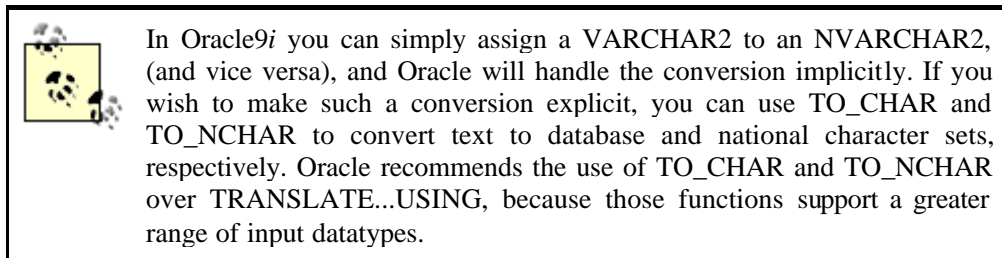 In Oracle9i you can simply assign a VARCHAR2 to an NVARCHAR2,
(and vice versa), and Oracle will handle the conversion implicitly. If you
wish to make such a conversion explicit, you can use TO_CHAR and
TO_NCHAR to convert text to database and national character sets,
respectively. Oracle recommends the use of TO_CHAR and TO_NCHAR
over TRANSLATE...USING, because those functions support a greater
range of input datatypes.